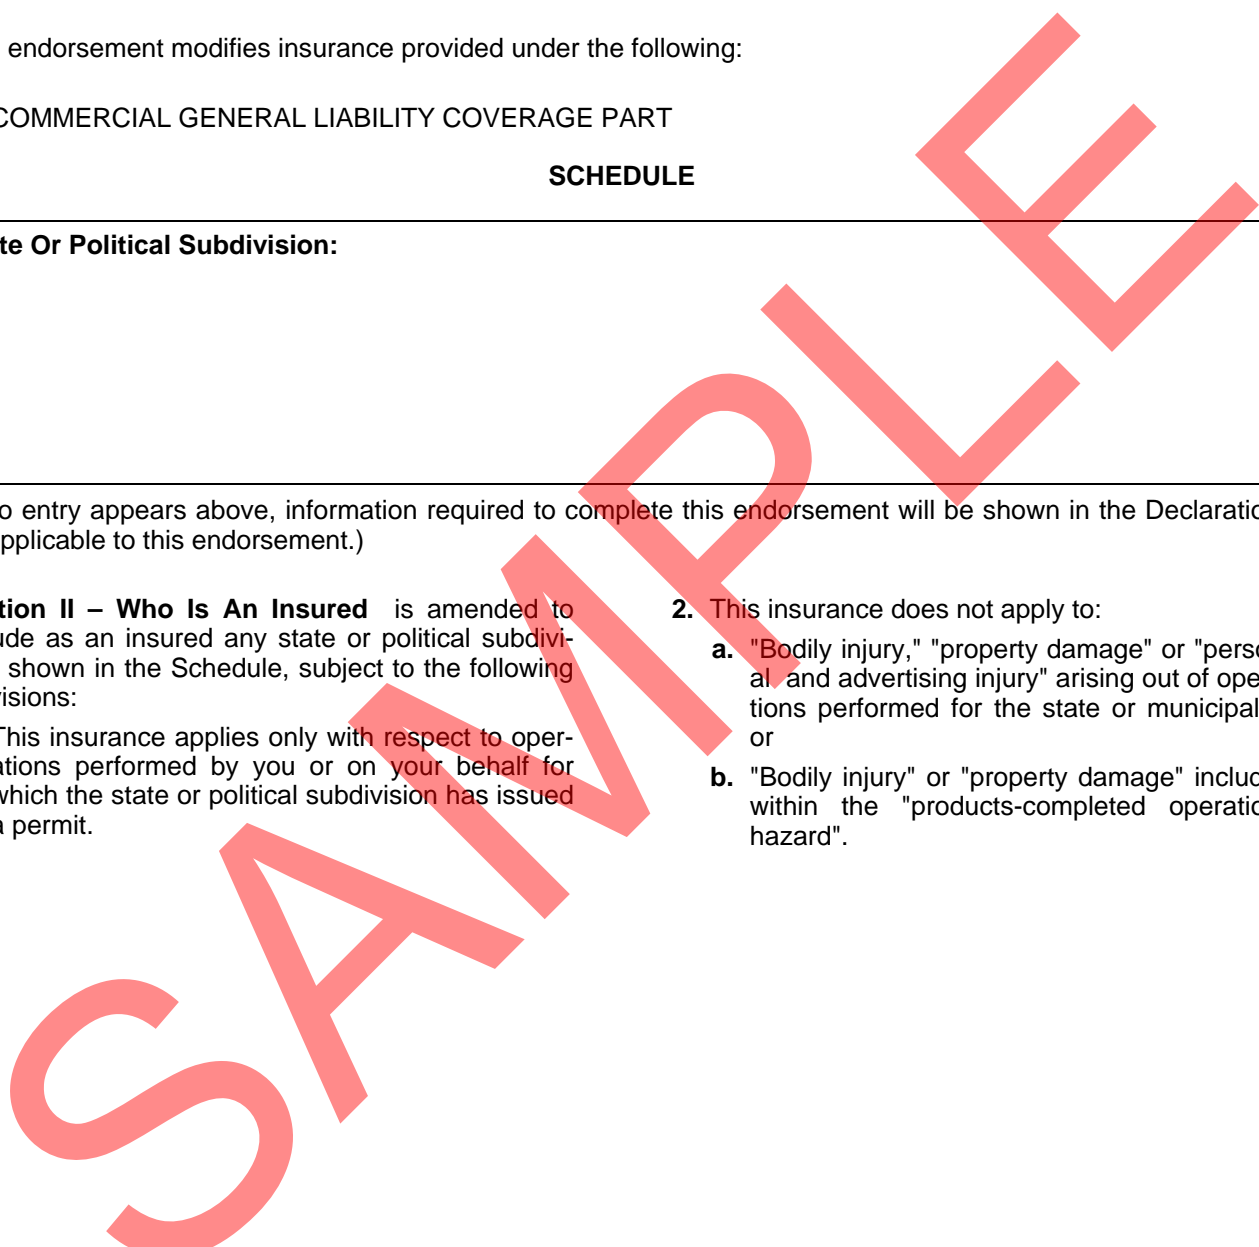 endorsement modifies insurance provided under the following:
COMMERCIAL GENERAL LIABILITY COVERAGE PART
SCHEDULE
te Or Political Subdivision:
o entry appears above, information required to complete this endorsement will be shown in the Declaratio
pplicable to this endorsement.)
tion II – Who Is An Insured is amended to
ude as an insured any state or political subdivi-
shown in the Schedule, subject to the following
visions:
This insurance applies only with respect to oper-
ations performed by you or on your behalf for
which the state or political subdivision has issued
a permit.
2. This insurance does not apply to:
a. "Bodily injury," "property damage" or "perso
al and advertising injury" arising out of ope
tions performed for the state or municipal
or
b. "Bodily injury" or "property damage" includ
within the "products-completed operatio
hazard".
SAMPLE